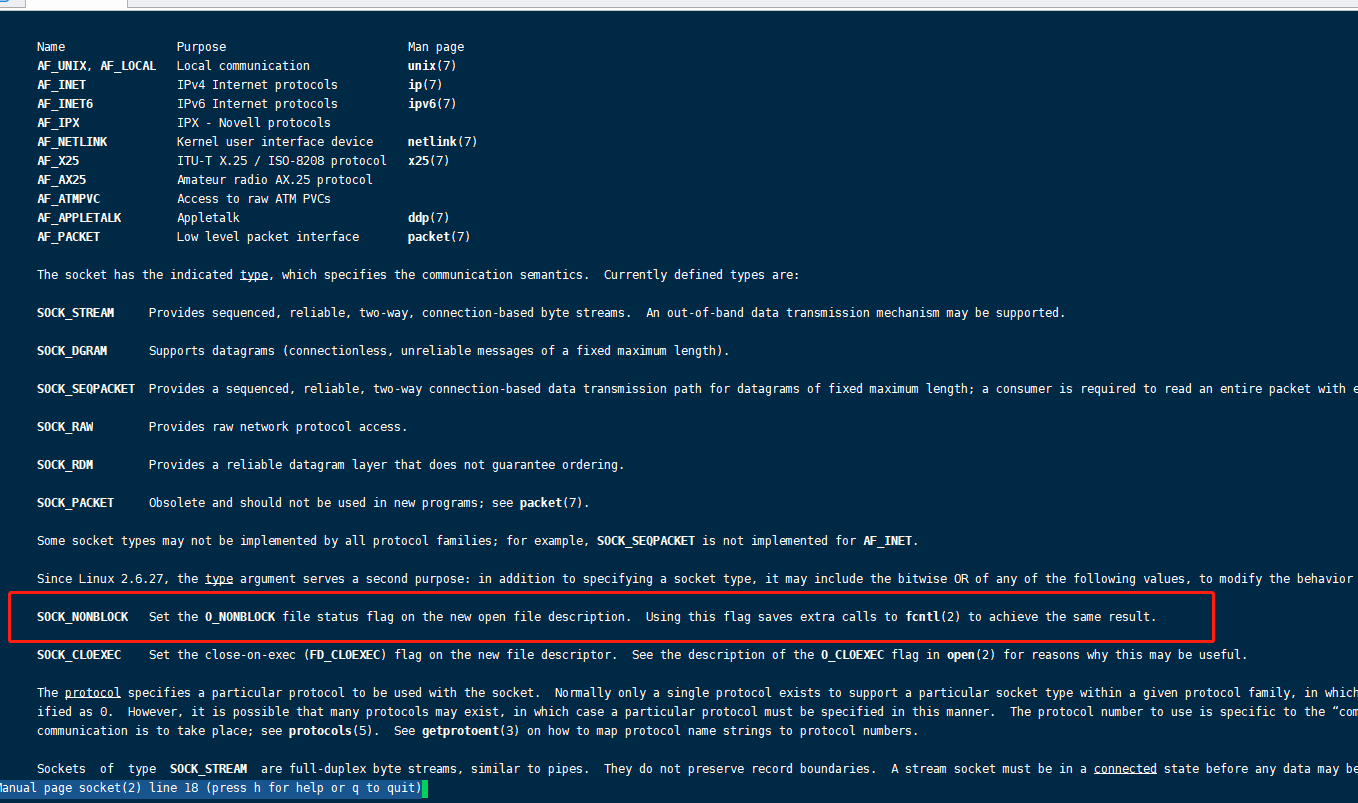 Name Purpose Man page
AF_UNIX, AF_LOCAL Local communication unix(7)
AF_INET IPv4 Internet protocols ip(7)
AF_INET6 IPv6 Internet protocols ipv6(7)
AF_IPX IPX - Novell protocols
AF_NETLINK Kernel user interface device netlink(7)
AF_X25 ITU-T X.25 / ISO-8208 protocol x25(7)
AF_AX25 Amateur radio AX.25 protocol
AF_ATMPVC Access to raw ATM PVCs
AF_APPLETALK Appletalk ddp(7)
AF_PACKET Low level packet interface packet(7)
The socket has the indicated type, which specifies the communication semantics. Currently defined types are:
SOCK_STREAM Provides sequenced, reliable, two-way, connection-based byte streams. An out-of-band data transmission mechanism may be supported.
SOCK_DGRAM Supports datagrams (connectionless, unreliable messages of a fixed maximum length).
SOCK_SEQPACKET Provides a sequenced, reliable, two-way connection-based data transmission path for datagrams of fixed maximum length; a consumer is required to read an entire packet with e
SOCK_RAW Provides raw network protocol access.
SOCK_RDM Provides a reliable datagram layer that does not guarantee ordering.
SOCK_PACKET Obsolete and should not be used in new programs; see packet(7).
Some socket types may not be implemented by all protocol families; for example, SOCK_SEQPACKET is not implemented for AF_INET.
Since Linux 2.6.27, the type argument serves a second purpose: in addition to specifying a socket type, it may include the bitwise OR of any of the following values, to modify the behavior
SOCK_NONBLOCK Set the O_NONBLOCK file status flag on the new open file description. Using this flag saves extra calls to fcntl(2) to achieve the same result.
SOCK_CLOEXEC Set the close-on-exec (FD_CLOEXEC) flag on the new file descriptor. See the description of the O_CLOEXEC flag in open(2) for reasons why this may be useful.
The protocol specifies a particular protocol to be used with the socket. Normally only a single protocol exists to support a particular socket type within a given protocol family, in which
ified as 0. However, it is possible that many protocols may exist, in which case a particular protocol must be specified in this manner. The protocol number to use is specific to the “com
communication is to take place; see protocols(5). See getprotoent(3) on how to map protocol name strings to protocol numbers.
Sockets of type SOCK_STREAM are full-duplex byte streams, similar to pipes. They do not preserve record boundaries. A stream socket must be in a connected state before any data may be
Manual page socket(2) line 18 (press h for help or q to quit)